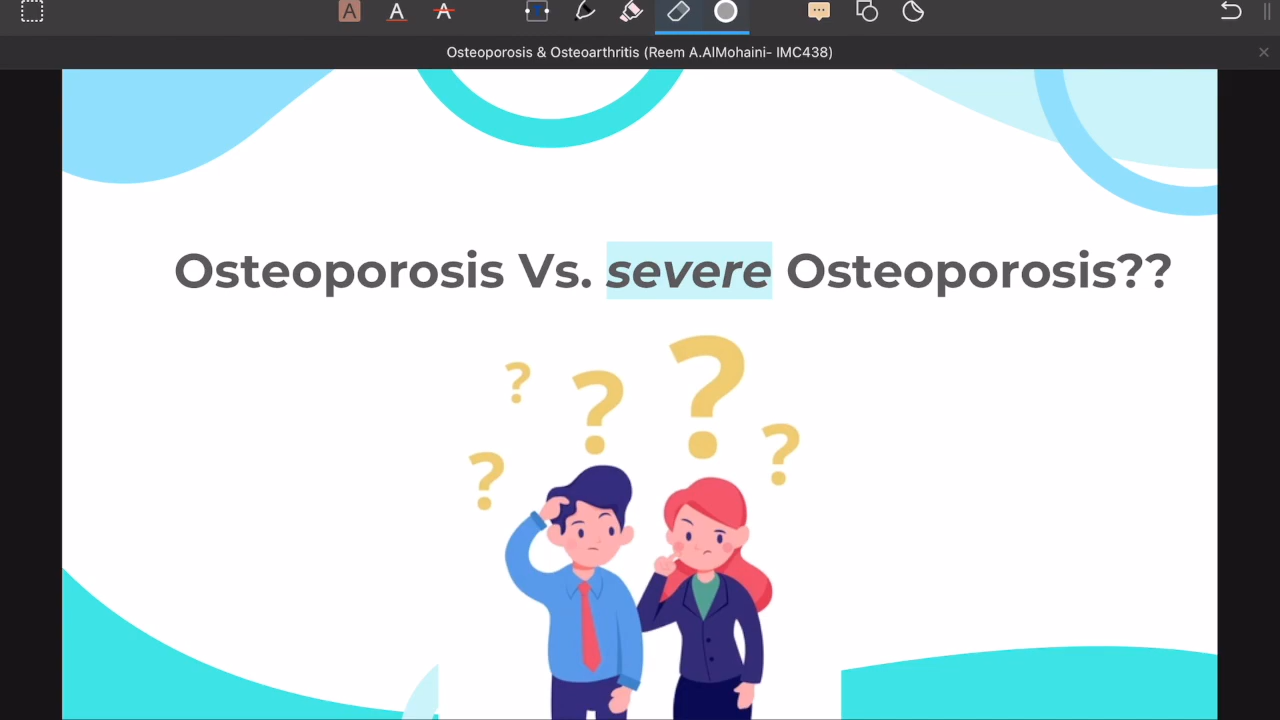 A A A
Osteoporosis & Osteoarthritis (Reem A.AlMohaini- IMC438)
Osteoporosis Vs. severe Osteoporosis??
? ? ? ? ?